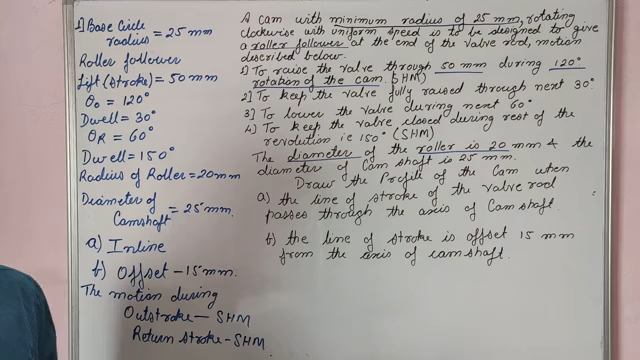 1] Base Circle radius = 25 mm
Roller follower
Lift (stroke) = 50 mm
θo = 120°
Dwell = 30°
θR = 60°
Dwell = 150°
Radius of Roller = 20 mm
Diameter of Camshaft = 25 mm.
a) Inline
b) Offset - 15 mm.
The motion during
Outstroke - SHM
Return stroke - SHM
A cam with minimum radius of 25 mm, rotating
clockwise with uniform speed is to be designed to give
a roller follower at the end of the valve rod, motion
described below.
1) To raise the valve through 50 mm during 120°
rotation of the cam. (SHM)
2] To keep the valve fully raised through next 30°
3] To lower the valve during next 60°
4] To keep the valve closed during rest of the
revolution i.e 150° (SHM)
The diameter of the roller is 20 mm & the
diameter of Cam shaft is 25 mm.
Draw the Profile of the Cam when
a) the line of stroke of the valve rod
passes through the axis of Camshaft
b) the line of stroke is offset 15 mm
from the axis of camshaft.